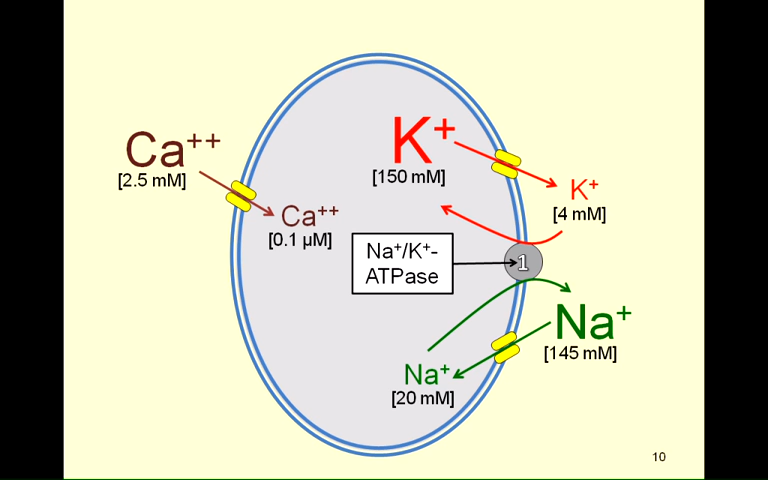 Ca++
[2.5 mM]
Ca++
[0.1 µM]
K+
[150 mM]
K+
[4 mM]
Na+/K+-
ATPase
1
Na+
[145 mM]
Na+
[20 mM]
10